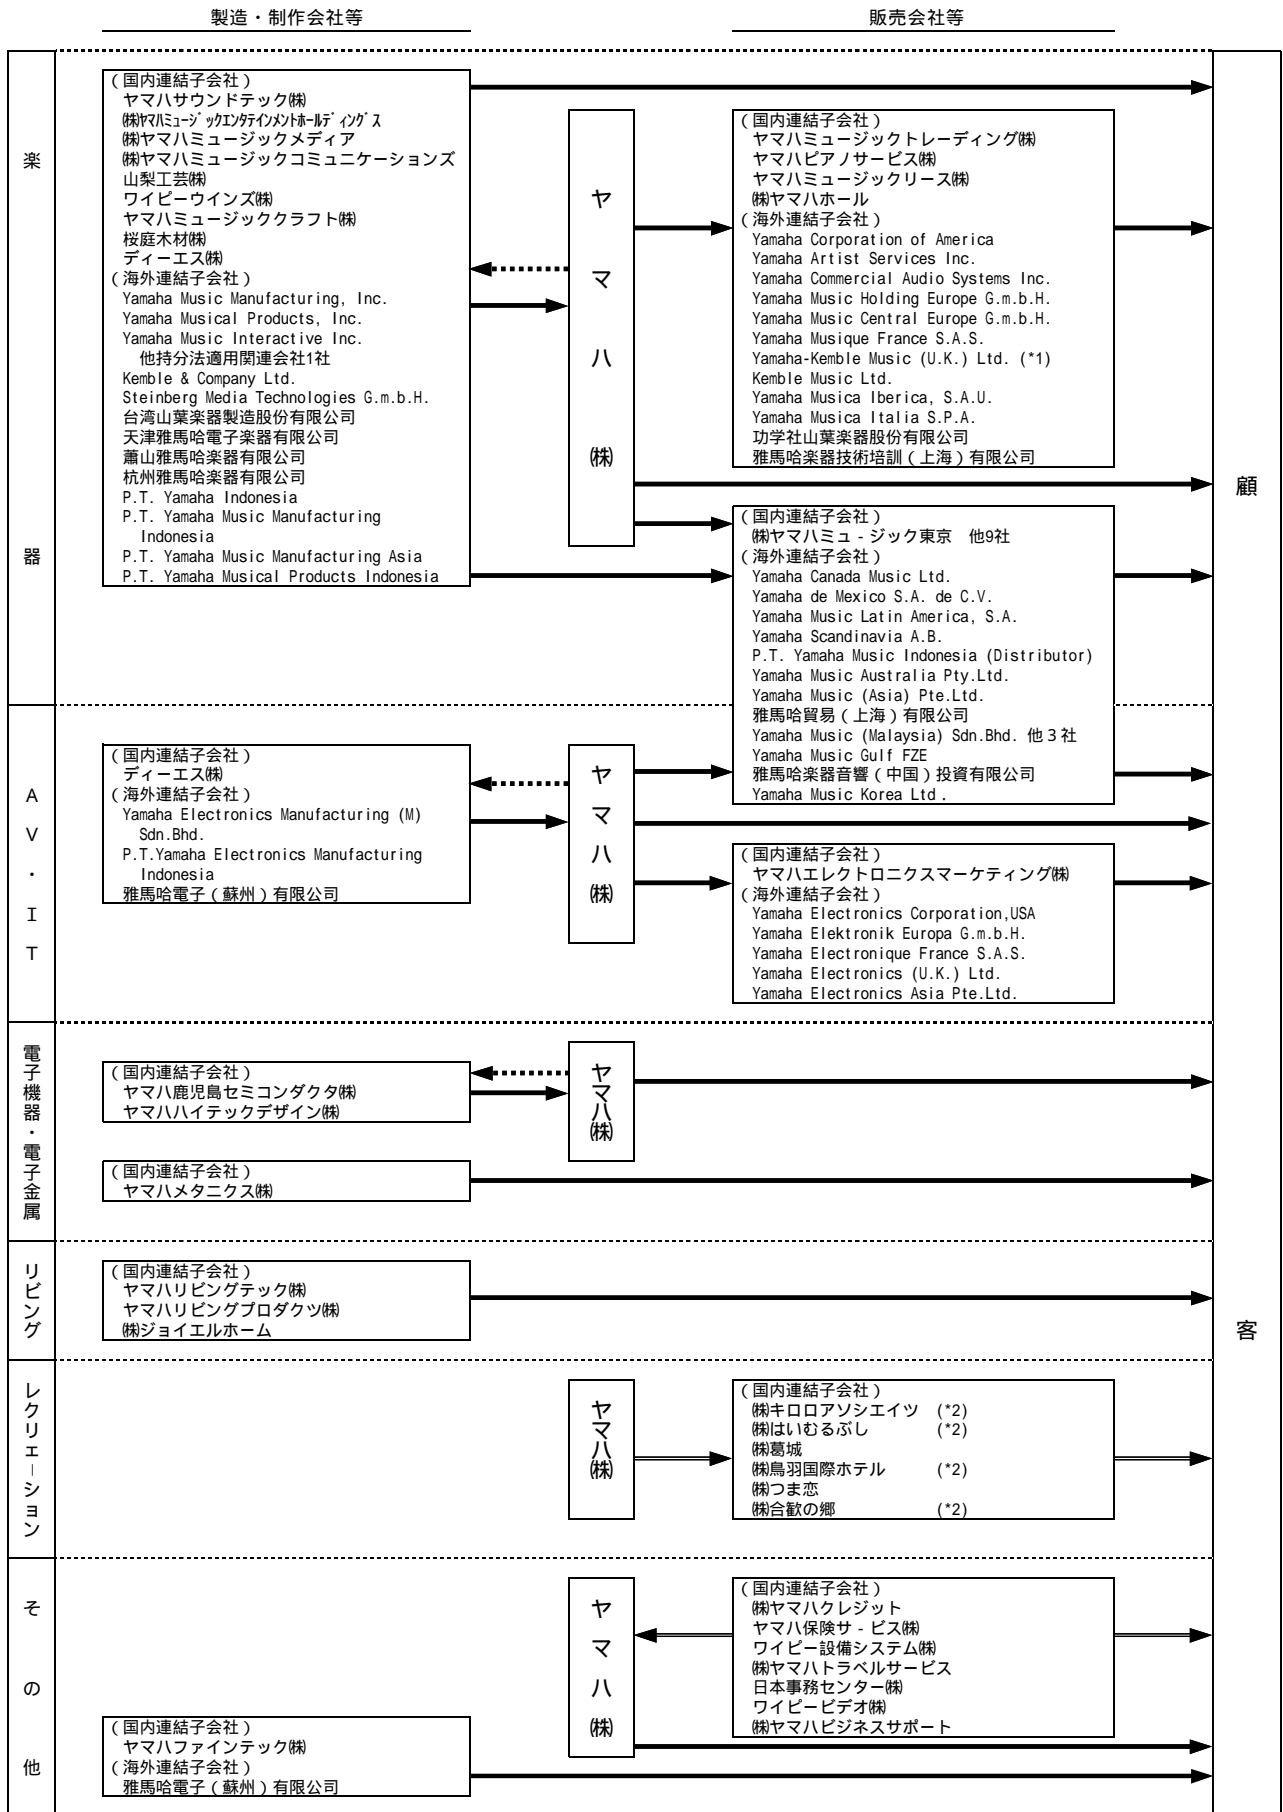 製造・制作会社等
販売会社等
楽器
(国内連結子会社)
ヤマハサウンドテック㈱
㈱ﾔﾏﾊﾐｭｰｼﾞｯｸｴﾝﾀﾃｲﾝﾒﾝﾄﾎｰﾙﾃﾞｨﾝｸﾞｽ
㈱ヤマハミュージックメディア
㈱ヤマハミュージックコミュニケーションズ
山梨工芸㈱
ワイピーウインズ㈱
ヤマハミュージッククラフト㈱
桜庭木材㈱
ディーエス㈱
(海外連結子会社)
Yamaha Music Manufacturing, Inc.
Yamaha Musical Products, Inc.
Yamaha Music Interactive Inc.
他持分法適用関連会社1社
Kemble & Company Ltd.
Steinberg Media Technologies G.m.b.H.
台湾山葉楽器製造股份有限公司
天津雅馬哈電子楽器有限公司
蕭山雅馬哈楽器有限公司
杭州雅馬哈楽器有限公司
P.T. Yamaha Indonesia
P.T. Yamaha Music Manufacturing
Indonesia
P.T. Yamaha Music Manufacturing Asia
P.T. Yamaha Musical Products Indonesia
ヤマハ㈱
(国内連結子会社)
ヤマハミュージックトレーディング㈱
ヤマハピアノサービス㈱
ヤマハミュージックリース㈱
㈱ヤマハホール
(海外連結子会社)
Yamaha Corporation of America
Yamaha Artist Services Inc.
Yamaha Commercial Audio Systems Inc.
Yamaha Music Holding Europe G.m.b.H.
Yamaha Music Central Europe G.m.b.H.
Yamaha Musique France S.A.S.
Yamaha-Kemble Music (U.K.) Ltd. (*1)
Kemble Music Ltd.
Yamaha Musica Iberica, S.A.U.
Yamaha Musica Italia S.P.A.
功学社山葉楽器股份有限公司
雅馬哈楽器技術培訓(上海)有限公司
(国内連結子会社)
㈱ヤマハミュ-ジック東京 他9社
(海外連結子会社)
Yamaha Canada Music Ltd.
Yamaha de Mexico S.A. de C.V.
Yamaha Music Latin America, S.A.
Yamaha Scandinavia A.B.
P.T. Yamaha Music Indonesia (Distributor)
Yamaha Music Australia Pty.Ltd.
Yamaha Music (Asia) Pte.Ltd.
雅馬哈貿易(上海)有限公司
Yamaha Music (Malaysia) Sdn.Bhd. 他3社
Yamaha Music Gulf FZE
雅馬哈楽器音響(中国)投資有限公司
Yamaha Music Korea Ltd.
顧客
AV・IT
(国内連結子会社)
ディーエス㈱
(海外連結子会社)
Yamaha Electronics Manufacturing (M)
Sdn.Bhd.
P.T.Yamaha Electronics Manufacturing
Indonesia
雅馬哈電子(蘇州)有限公司
ヤマハ㈱
(国内連結子会社)
ヤマハエレクトロニクスマーケティング㈱
(海外連結子会社)
Yamaha Electronics Corporation,USA
Yamaha Elektronik Europa G.m.b.H.
Yamaha Electronique France S.A.S.
Yamaha Electronics (U.K.) Ltd.
Yamaha Electronics Asia Pte.Ltd.
電子機器・電子金属
(国内連結子会社)
ヤマハ鹿児島セミコンダクタ㈱
ヤマハハイテックデザイン㈱
ヤマハ㈱
(国内連結子会社)
ヤマハメタニクス㈱
リビング
(国内連結子会社)
ヤマハリビングテック㈱
ヤマハリビングプロダクツ㈱
㈱ジョイエルホーム
レクリェーション
ヤマハ㈱
(国内連結子会社)
㈱キロロアソシエイツ (*2)
㈱はいむるぶし (*2)
㈱葛城
㈱鳥羽国際ホテル (*2)
㈱つま恋
㈱合歓の郷 (*2)
その他
ヤマハ㈱
(国内連結子会社)
㈱ヤマハクレジット
ヤマハ保険サ-ビス㈱
ワイピー設備システム㈱
㈱ヤマハトラベルサービス
日本事務センター㈱
ワイピービデオ㈱
㈱ヤマハビジネスサポート
(国内連結子会社)
ヤマハファインテック㈱
(海外連結子会社)
雅馬哈電子(蘇州)有限公司